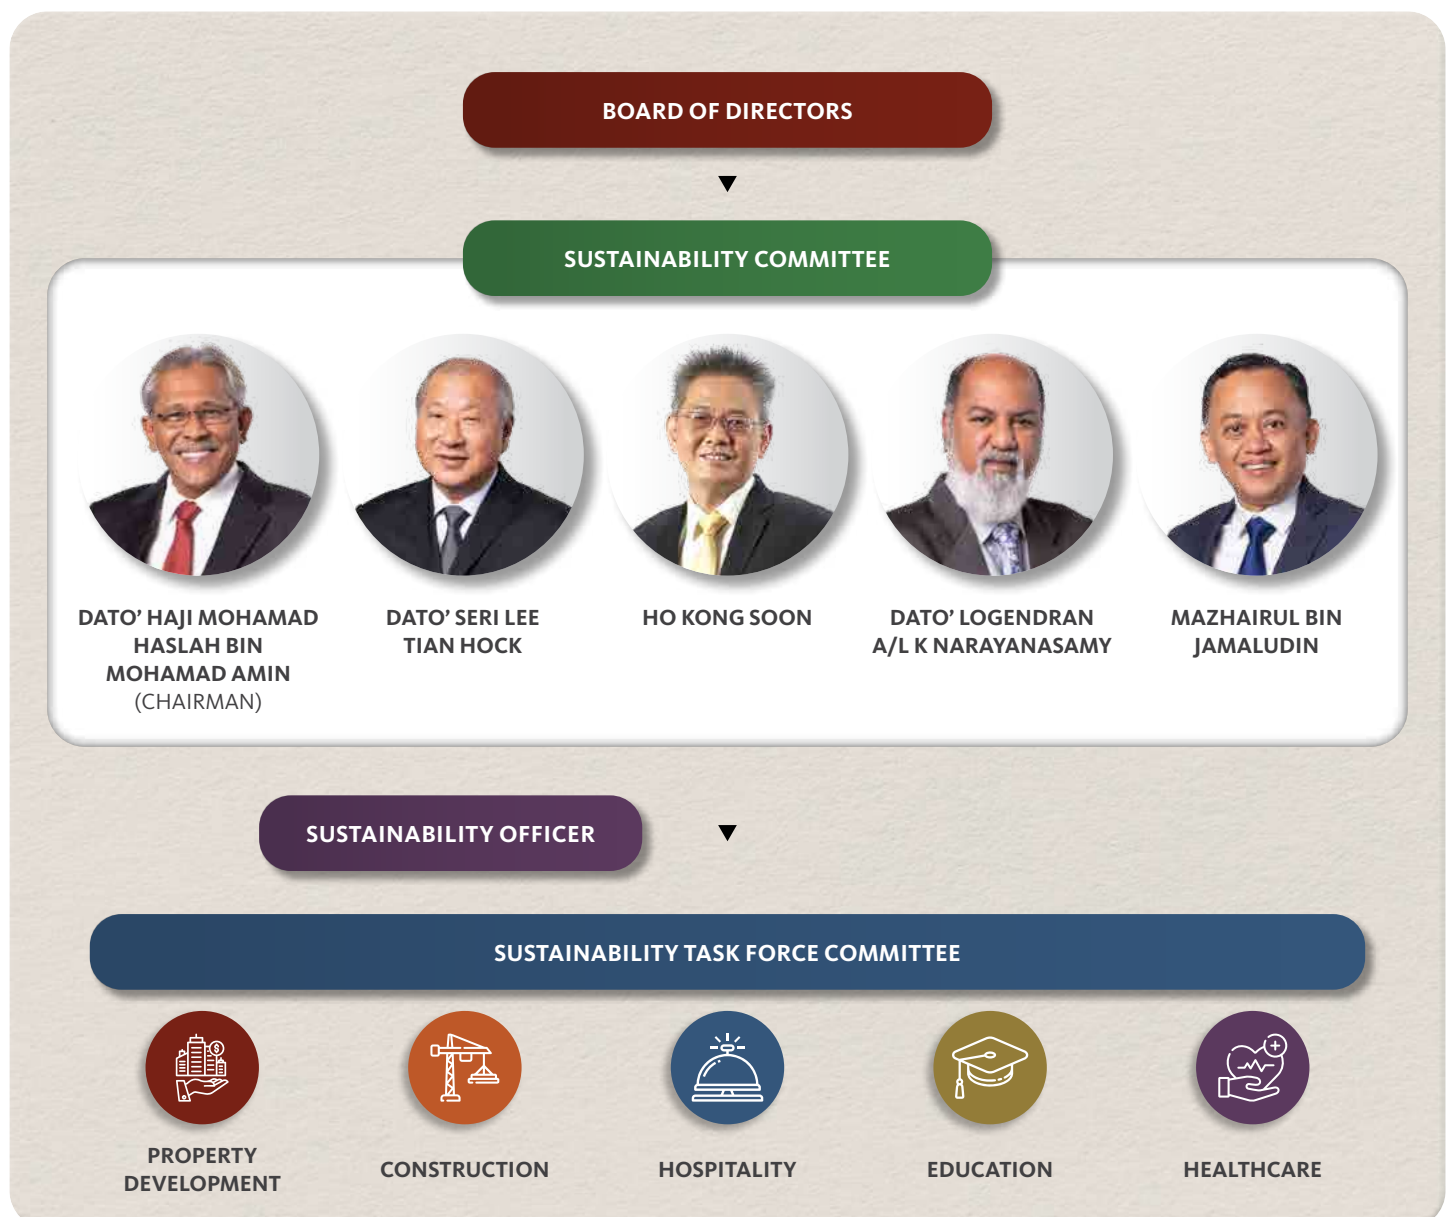 BOARD OF DIRECTORS
SUSTAINABILITY COMMITTEE
DATO’ HAJI MOHAMAD
HASLAH BIN
MOHAMAD AMIN
(CHAIRMAN)
DATO’ SERI LEE
TIAN HOCK
HO KONG SOON
DATO’ LOGENDRAN
A/L K NARAYANASAMY
MAZHAIRUL BIN
JAMALUDIN
SUSTAINABILITY OFFICER
SUSTAINABILITY TASK FORCE COMMITTEE
PROPERTY
DEVELOPMENT
CONSTRUCTION
HOSPITALITY
EDUCATION
HEALTHCARE